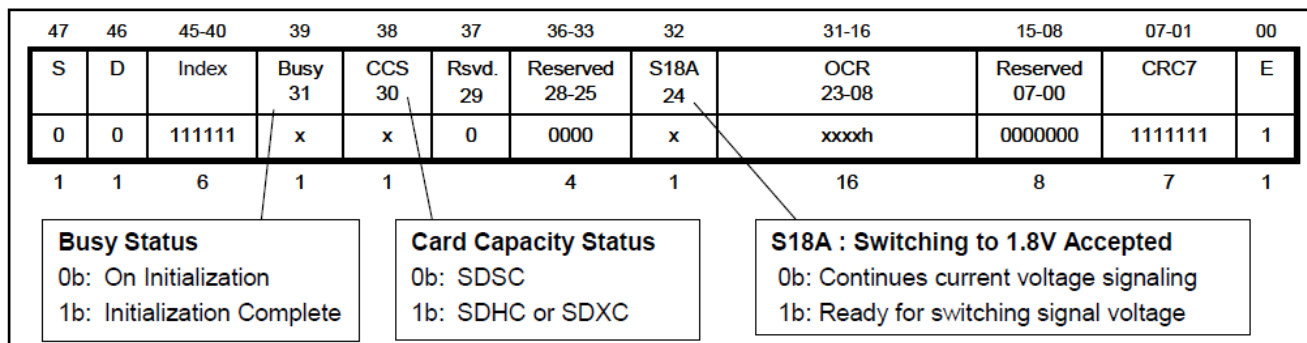 47 46 45-40 39 38 37 36-33 32 31-16 15-08 07-01 00
S D Index Busy CCS Rsvd. Reserved S18A OCR Reserved CRC7 E
31 30 29 28-25 24 23-08 07-00
0 0 111111 x x 0 0000 x xxxxh 0000000 1111111 1
1 1 6 1 1 4 1 16 8 7 1
Busy Status
0b: On Initialization
1b: Initialization Complete
Card Capacity Status
0b: SDSC
1b: SDHC or SDXC
S18A : Switching to 1.8V Accepted
0b: Continues current voltage signaling
1b: Ready for switching signal voltage